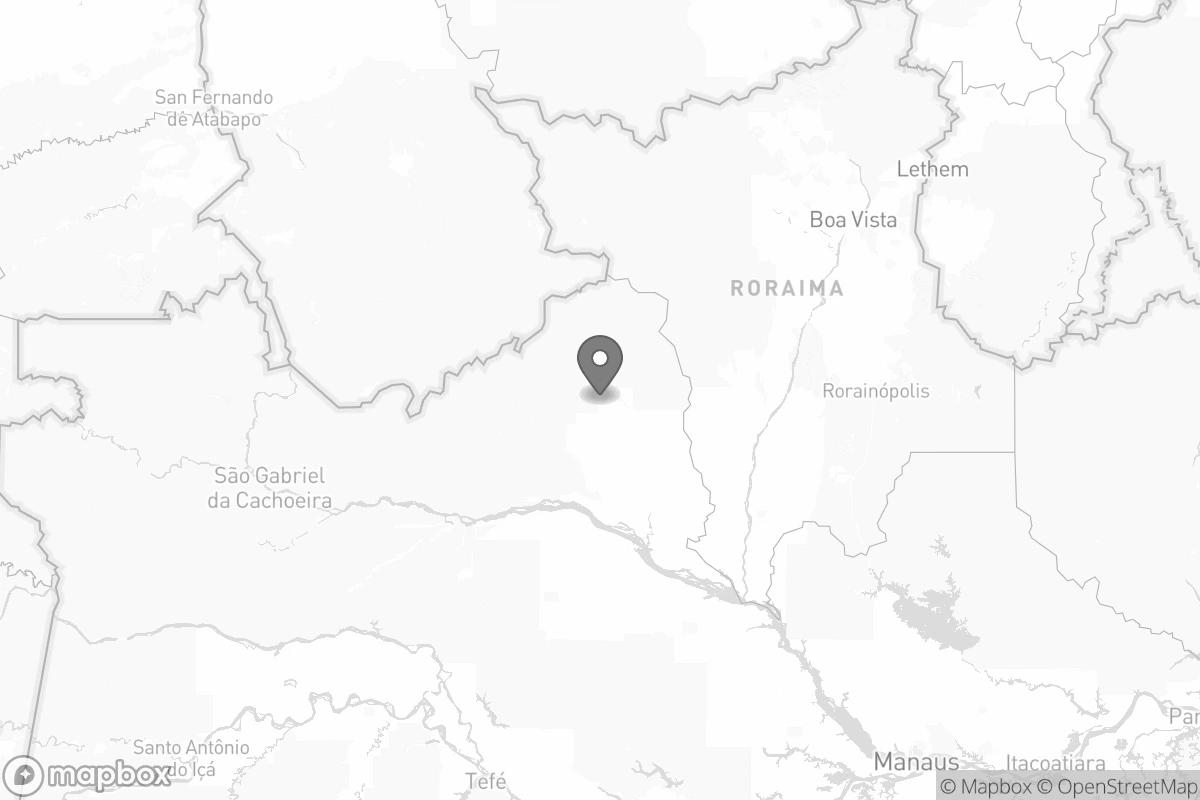 San Fernando
de Atabapo
Lethem
Boa Vista
RORAIMA
Rorainópolis
São Gabriel
da Cachoeira
Santo Antônio
do Içá
Tefé
Manaus
Itacoatiara
Par
mapbox
© Mapbox © OpenStreetMap